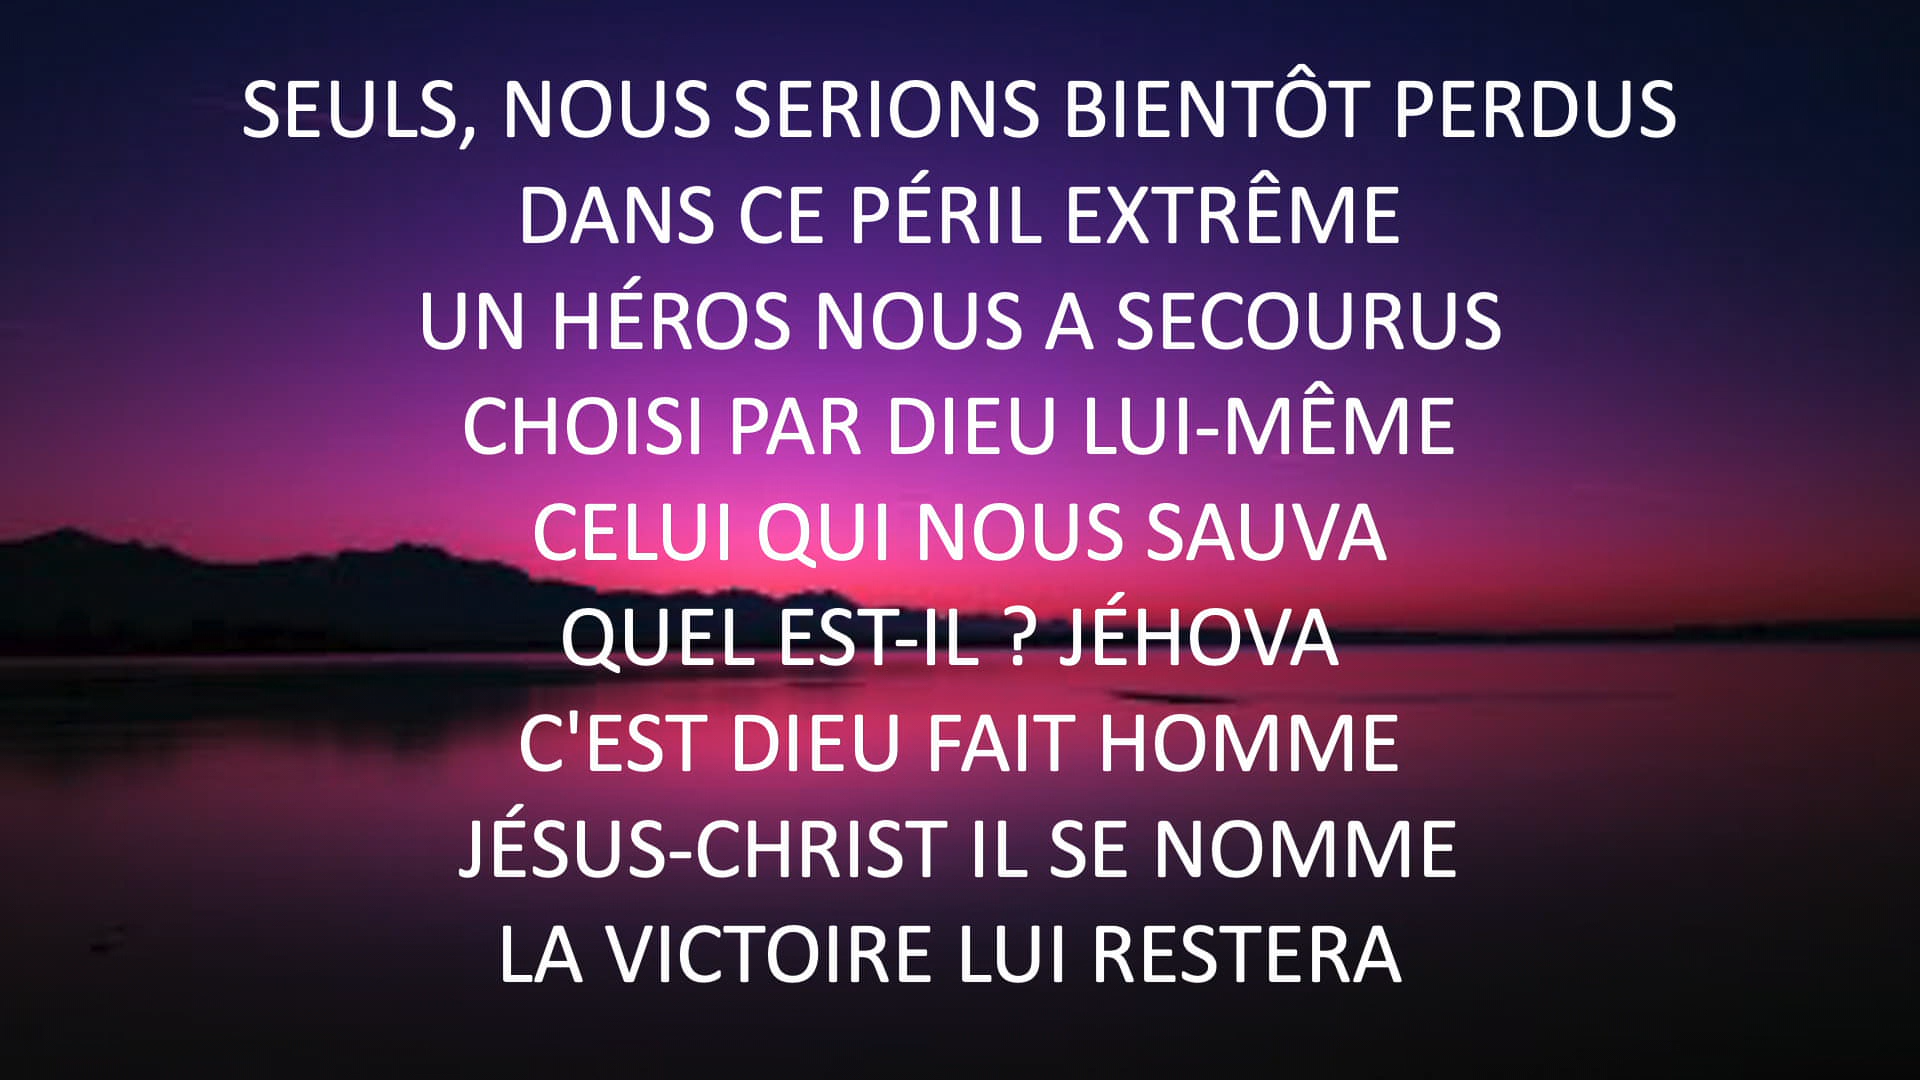 SEULS, NOUS SERIONS BIENTÔT PERDUS
DANS CE PÉRIL EXTRÊME
UN HÉROS NOUS A SECOURUS
CHOISI PAR DIEU LUI-MÊME
CELUI QUI NOUS SAUVA
QUEL EST-IL ? JÉHOVA
C'EST DIEU FAIT HOMME
JÉSUS-CHRIST IL SE NOMME
LA VICTOIRE LUI RESTERA